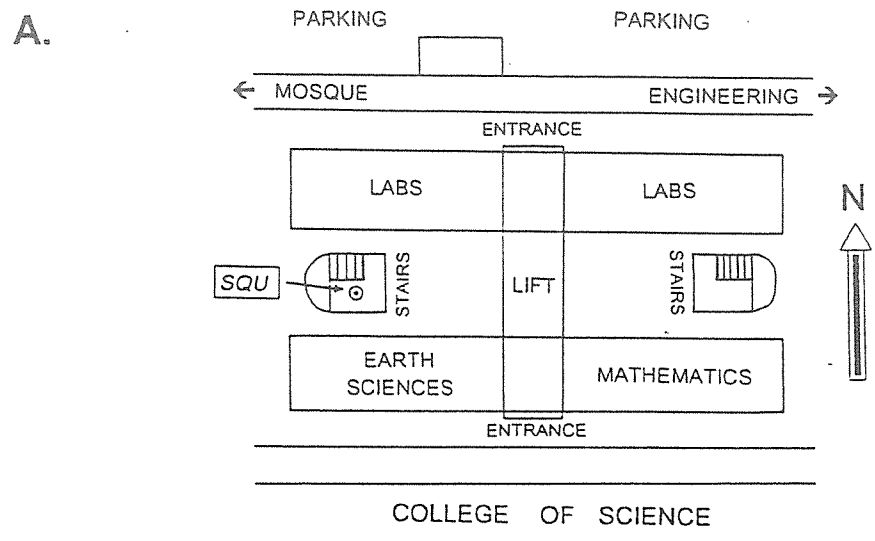 A.
PARKING
PARKING
MOSQUE
ENGINEERING
ENTRANCE
LABS
LABS
N
SQU
STAIRS
LIFT
STAIRS
EARTH
SCIENCES
MATHEMATICS
ENTRANCE
COLLEGE OF SCIENCE